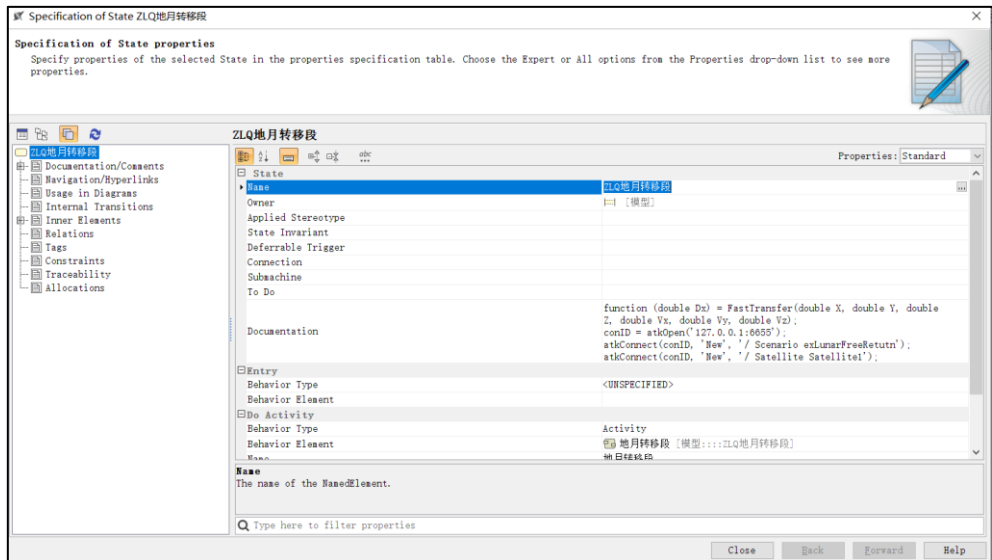 Specification of State ZLQ地月转移段
Specification of State properties
Specify properties of the selected State in the properties specification table. Choose the Expert or All options from the Properties drop-down list to see more
properties.
ZLQ地月转移段
ZLQ地月转移段
Documentation/Comments
Navigation/Hyperlinks
Usage in Diagrams
Internal Transitions
Inner Elements
Relations
Tags
Constraints
Traceability
Allocations
abc
Properties: Standard
State
Name ZLQ地月转移段
Owner [模型]
Applied Stereotype
State Invariant
Deferrable Trigger
Connection
Submachine
To Do
Documentation
function (double Dx) = FastTransfer(double X, double Y, double
Z, double Vx, double Vy, double Vz);
conID = atkOpen('127.0.0.1:6655');
atkConnect(conID, 'New', '/ Scenario exLunarFreeRetutn');
atkConnect(conID, 'New', '/ Satellite Satellite1');
Entry
Behavior Type <UNSPECIFIED>
Behavior Element
Do Activity
Behavior Type Activity
Behavior Element 地月转移段 [模型::::ZLQ地月转移段]
Name 地月转移段
Name
The name of the NamedElement.
Type here to filter properties
Close Back Forward Help